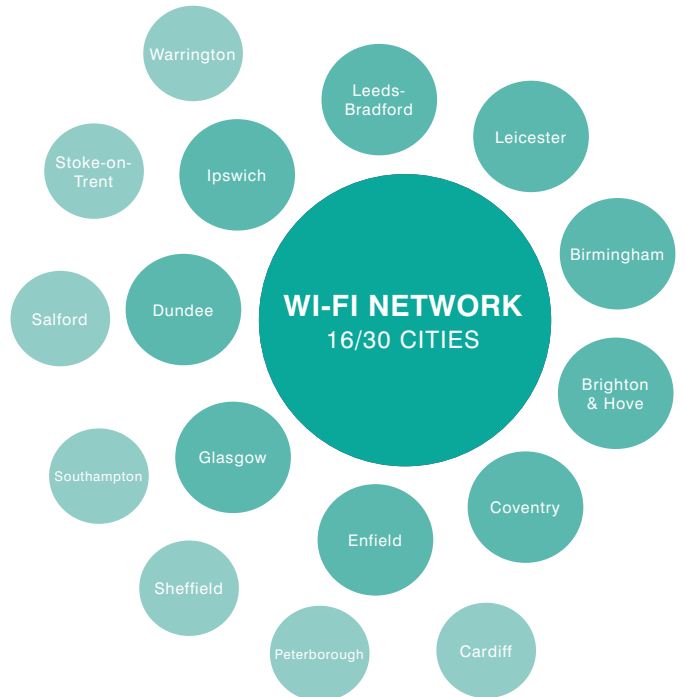 Warrington
Leeds-
Bradford
Leicester
Stoke-on-
Trent
Ipswich
Birmingham
WI-FI NETWORK
16/30 CITIES
Dundee
Salford
Brighton
& Hove
Glasgow
Southampton
Coventry
Enfield
Sheffield
Peterborough
Cardiff